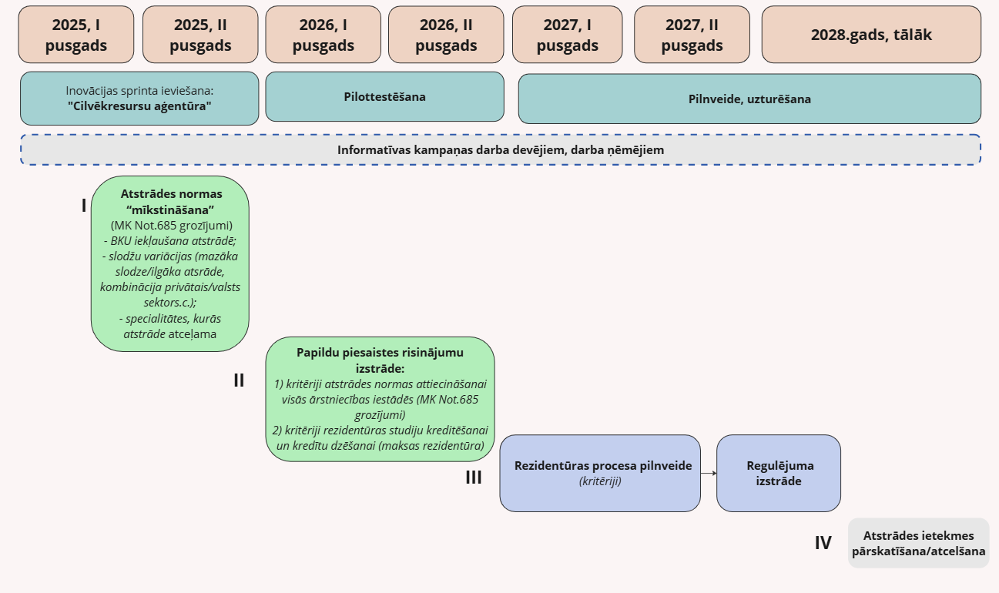 2025, I
pusgads
2025, II
pusgads
2026, I
pusgads
2026, II
pusgads
2027, I
pusgads
2027, II
pusgads
2028.gads, tālāk
Inovācijas sprinta ieviešana:
"Cilvēkresursu aģentūra"
Pilottestēšana
Pilnveide, uzturēšana
Informatīvas kampaņas darba devējiem, darba ņēmējiem
I
Atstrādes normas
“mīkstināšana”
(MK Not.685 grozījumi)
- BKU iekļaušana atstrādē;
- slodžu variācijas (mazāka
slodze/ilgāka atsrāde,
kombinācija privātais/valsts
sektors.c.);
- specialitātes, kurās
atstrāde atceļama
II
Papildu piesaistes risinājumu
izstrāde:
1) kritēriji atstrādes normas attiecināšanai
visās ārstniecības iestādēs (MK Not.685
grozījumi)
2) kritēriji rezidentūras studiju kreditēšanai
un kredītu dzēšanai (maksas rezidentūra)
III
Rezidentūras procesa pilnveide
(kritēriji)
Regulējuma
izstrāde
IV
Atstrādes ietekmes
pārskatīšana/atcelšana